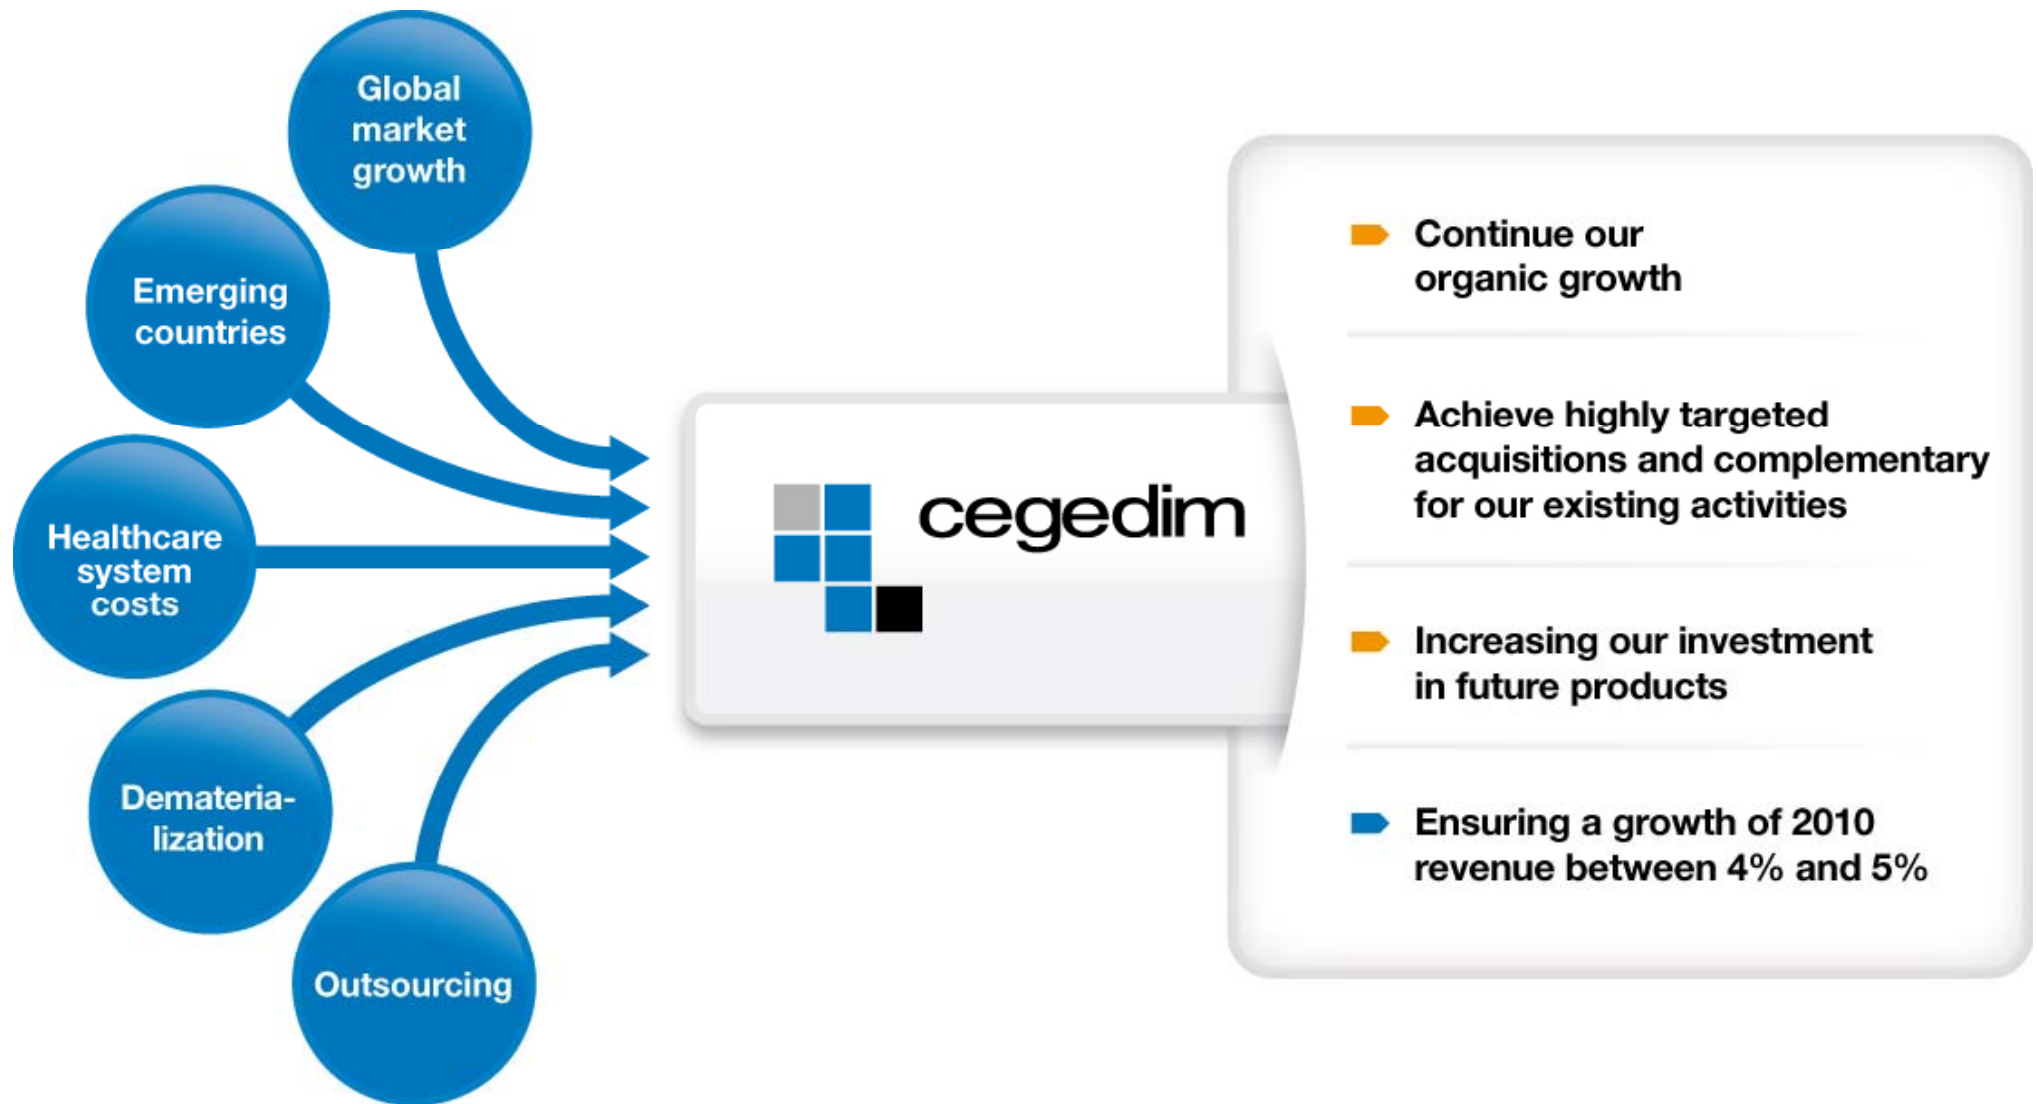 Global
market
growth
Emerging
countries
Healthcare
system
costs
Demateria-
lization
Outsourcing
cegedim
Continue our
organic growth
Achieve highly targeted
acquisitions and complementary
for our existing activities
Increasing our investment
in future products
Ensuring a growth of 2010
revenue between 4% and 5%